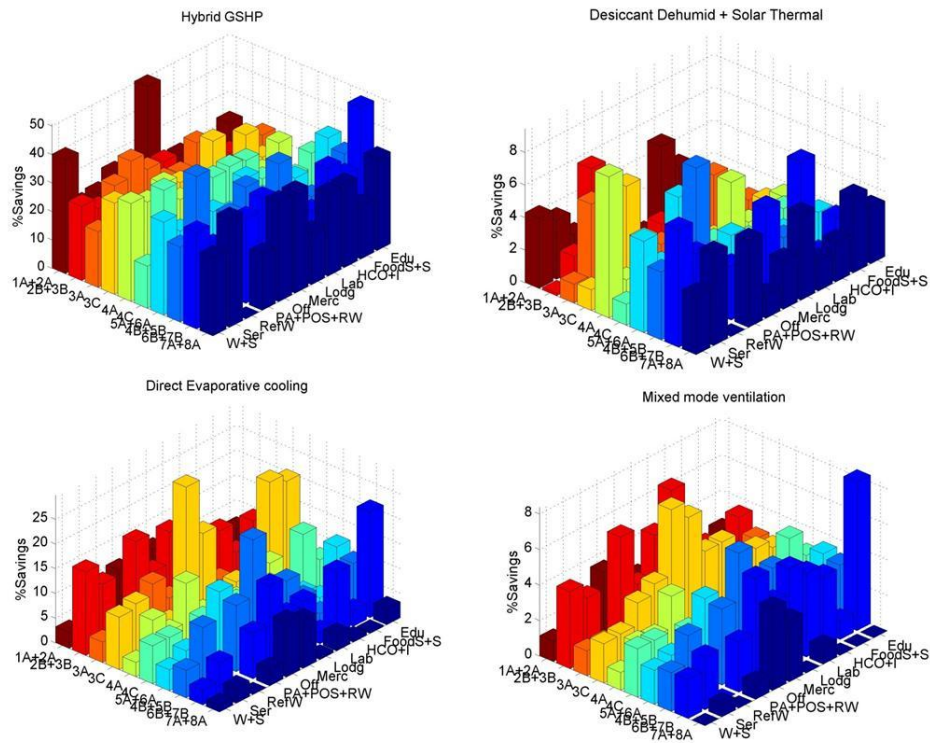 Hybrid GSHP
50
40
30
20
10
0
%Savings
1A+2A
2B+3B
3A
3C
4A
4C
5A+6A
4B+5B
6B+7B
7A+8A
W+S
Ser
RefW
PA+POS+RW
Off
Merc
Lodg
Lab
HCO+I
FoodS+S
Edu
Desiccant Dehumid + Solar Thermal
8
6
4
2
0
%Savings
1A+2A
2B+3B
3A
3C
4A
4C
5A+6A
4B+5B
6B+7B
7A+8A
W+S
Ser
RefW
PA+POS+RW
Off
Merc
Lodg
Lab
HCO+I
FoodS+S
Edu
Direct Evaporative cooling
25
20
15
10
5
0
%Savings
1A+2A
2B+3B
3A
3C
4A
4C
5A+6A
4B+5B
6B+7B
7A+8A
W+S
Ser
RefW
PA+POS+RW
Off
Merc
Lodg
Lab
HCO+I
FoodS+S
Edu
Mixed mode ventilation
8
6
4
2
0
%Savings
1A+2A
2B+3B
3A
3C
4A
4C
5A+6A
4B+5B
6B+7B
7A+8A
W+S
Ser
RefW
PA+POS+RW
Off
Merc
Lodg
Lab
HCO+I
FoodS+S
Edu